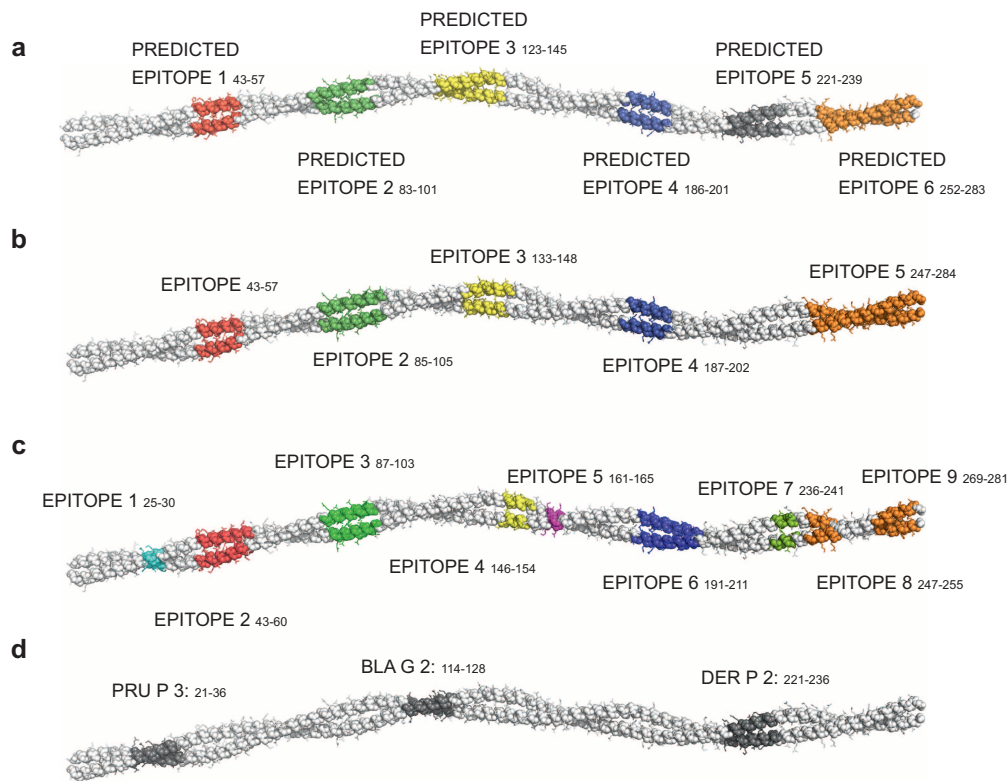 a
PREDICTED
EPITOPE 1 43-57
PREDICTED
EPITOPE 3 123-145
PREDICTED
EPITOPE 5 221-239
PREDICTED
EPITOPE 2 83-101
PREDICTED
EPITOPE 4 186-201
PREDICTED
EPITOPE 6 252-283
b
EPITOPE 43-57
EPITOPE 3 133-148
EPITOPE 5 247-284
EPITOPE 2 85-105
EPITOPE 4 187-202
c
EPITOPE 1 25-30
EPITOPE 3 87-103
EPITOPE 5 161-165
EPITOPE 7 236-241
EPITOPE 9 269-281
EPITOPE 2 43-60
EPITOPE 4 146-154
EPITOPE 6 191-211
EPITOPE 8 247-255
d
PRU P 3: 21-36
BLA G 2: 114-128
DER P 2: 221-236